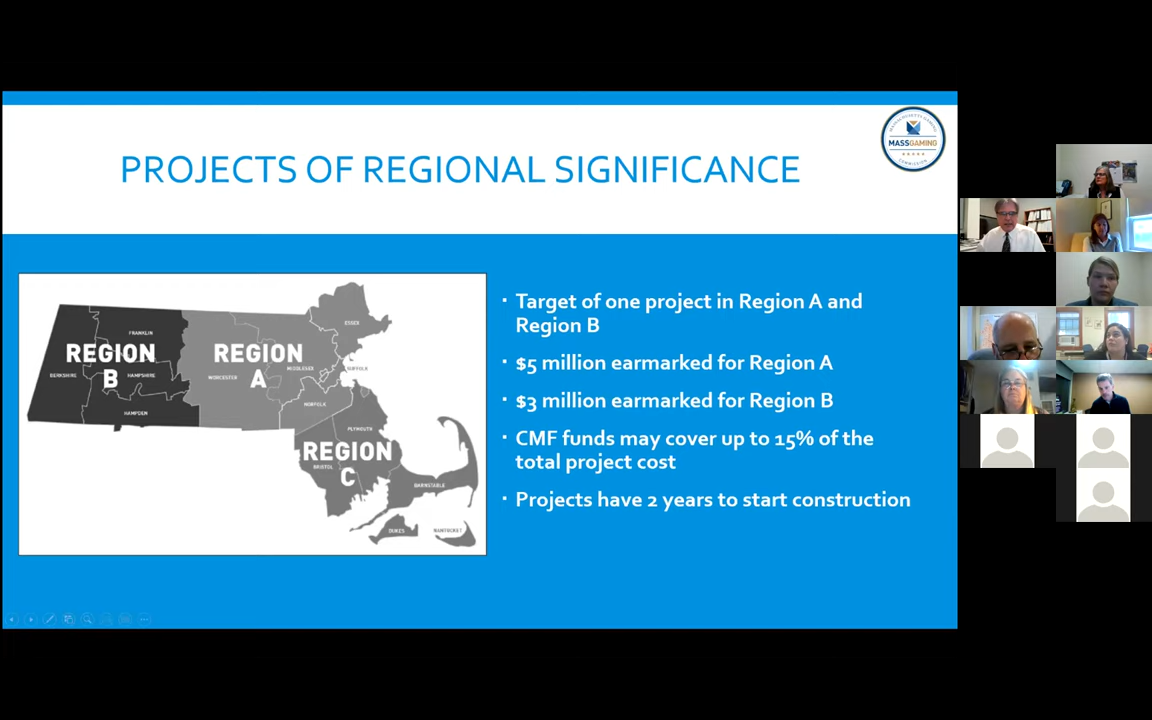 PROJECTS OF REGIONAL SIGNIFICANCE
MASSACHUSETTS GAMING
MASSGAMING
COMMISSION
REGION B
FRANKLIN
BERKSHIRE
HAMPSHIRE
HAMPDEN
REGION A
WORCESTER
MIDDLESEX
ESSEX
SUFFOLK
NORFOLK
PLYMOUTH
REGION C
BRISTOL
BARNSTABLE
DUKES
NANTUCKET
· Target of one project in Region A and
Region B
· $5 million earmarked for Region A
· $3 million earmarked for Region B
· CMF funds may cover up to 15% of the
total project cost
· Projects have 2 years to start construction